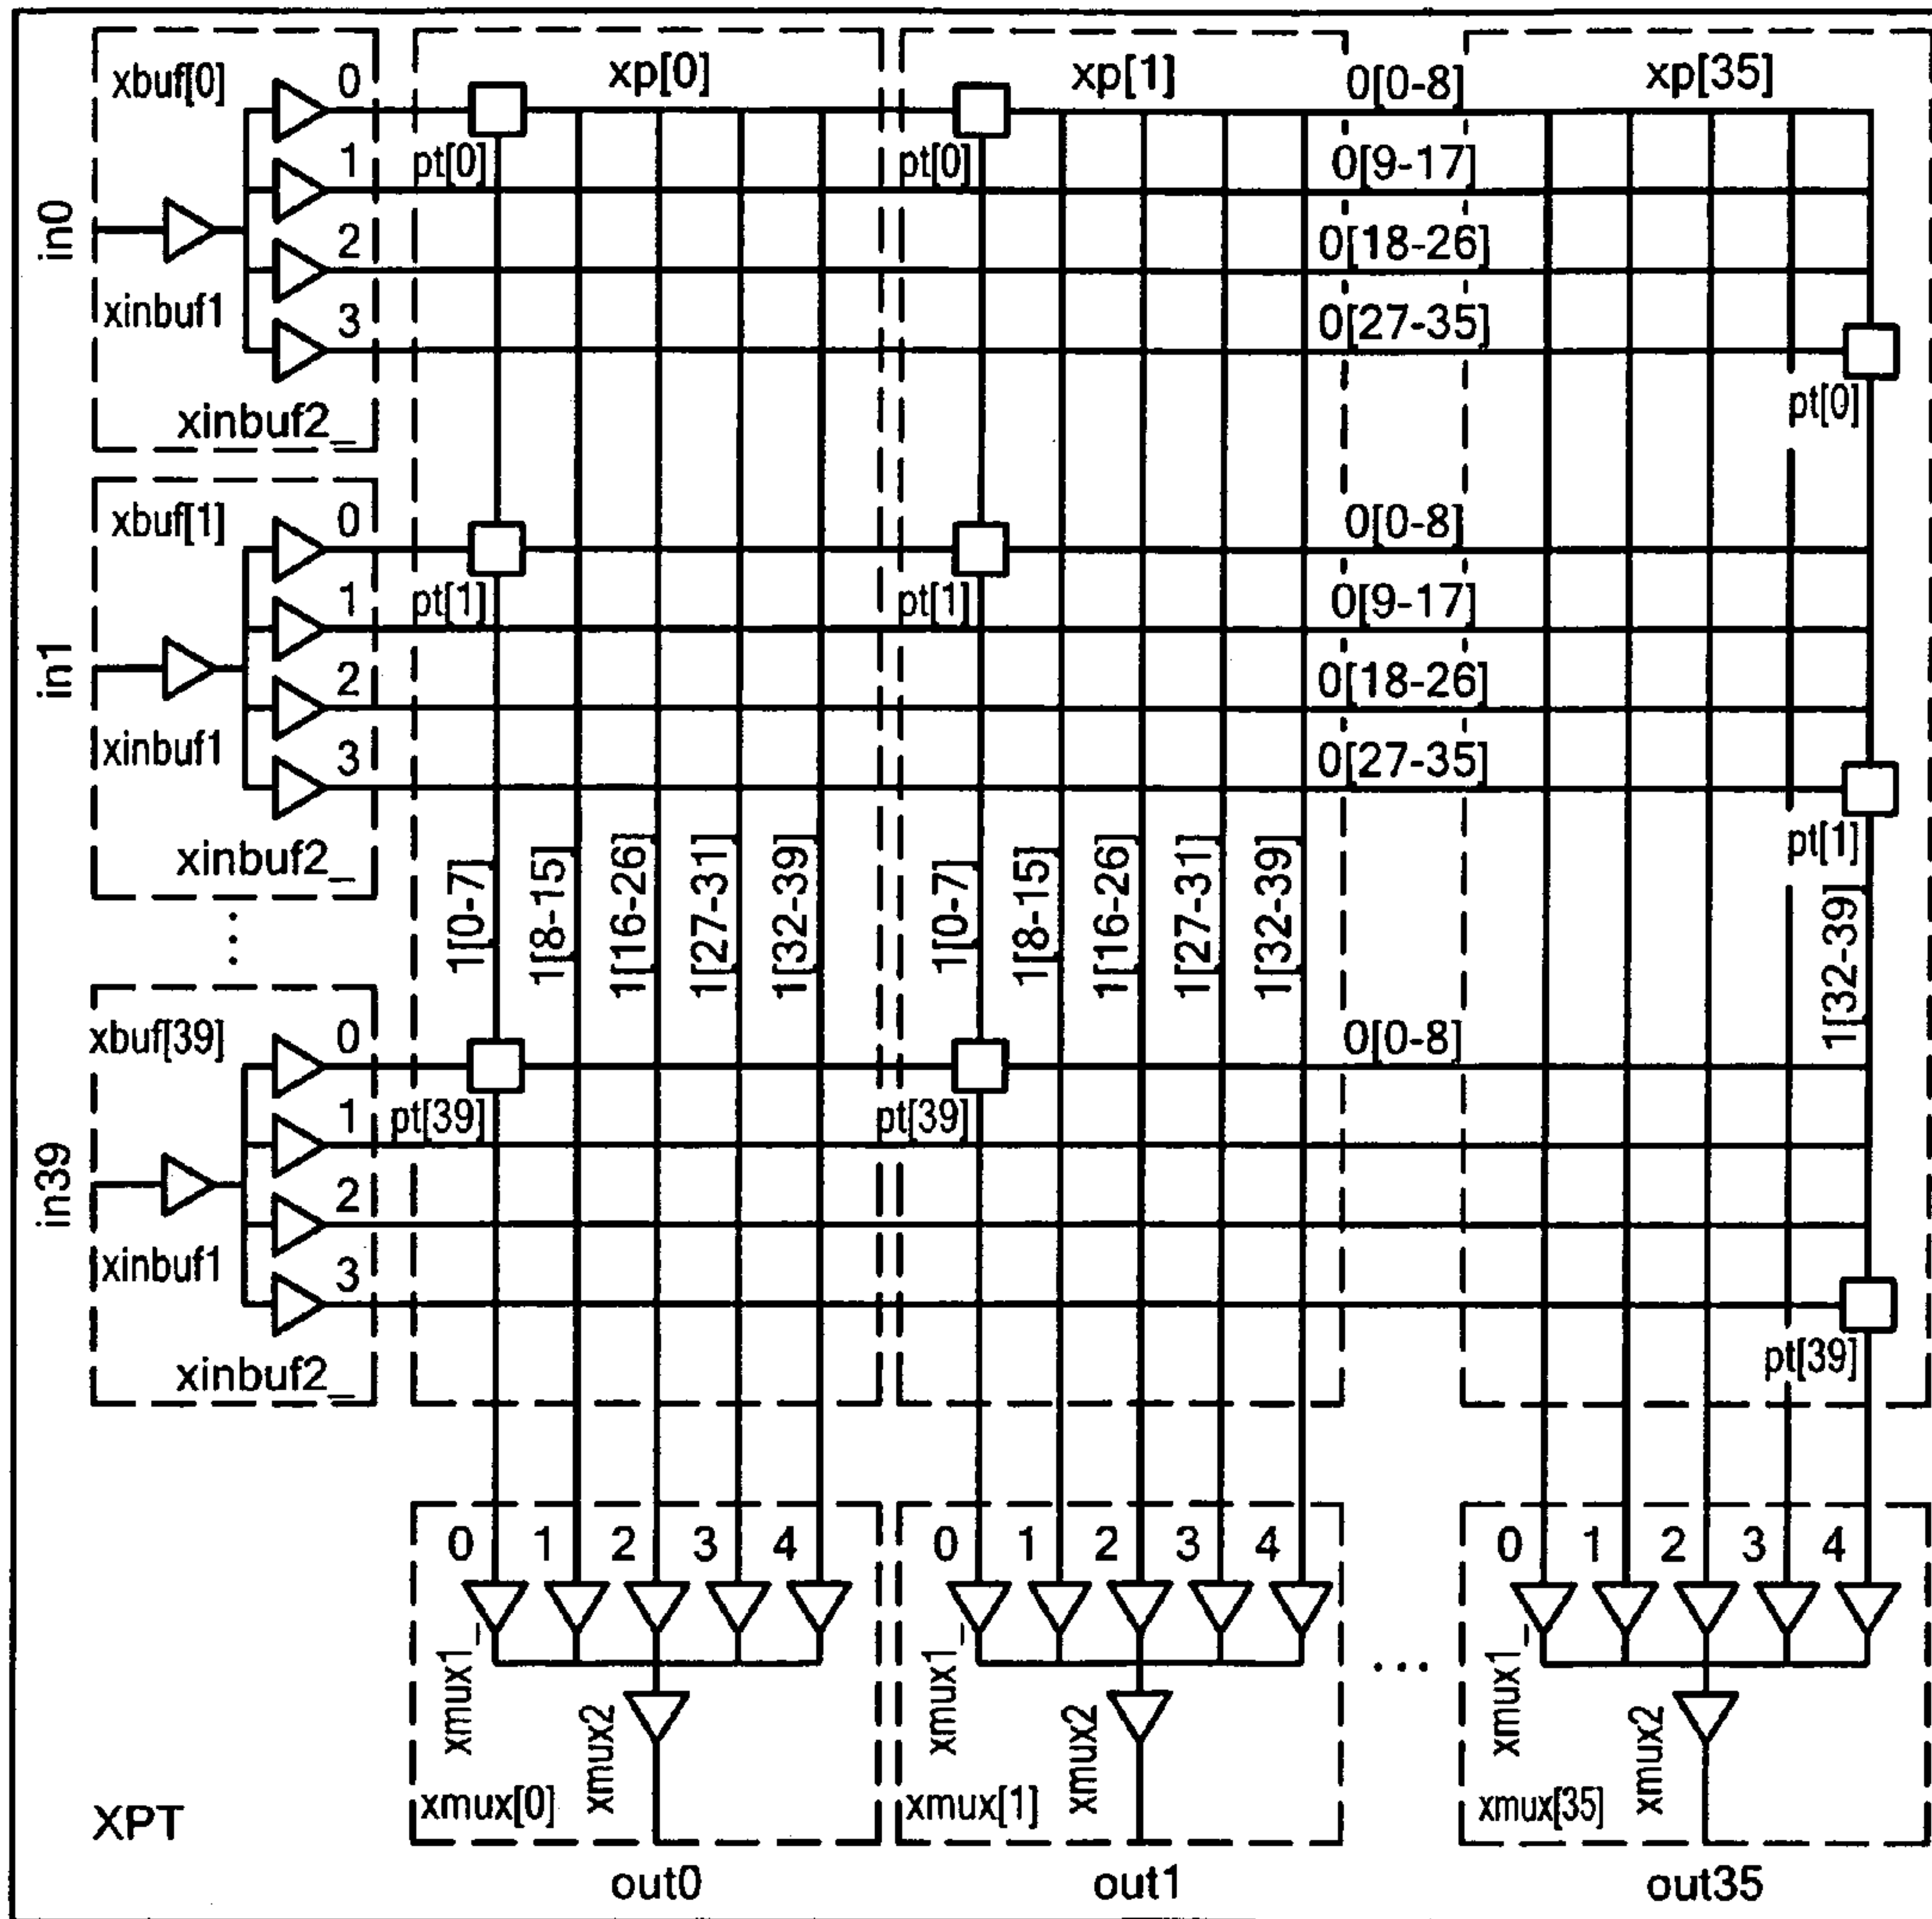 xbuf[0]
0
1
2
3
in0
xinbuf1
xinbuf2_
xp[0]
xp[1]
xp[35]
pt[0]
pt[0]
pt[0]
0[0-8]
0[9-17]
0[18-26]
0[27-35]
xbuf[1]
0
1
2
3
in1
xinbuf1
xinbuf2_
pt[1]
pt[1]
pt[1]
0[0-8]
0[9-17]
0[18-26]
0[27-35]
1[0-7]
1[8-15]
1[16-26]
1[27-31]
1[32-39]
1[0-7]
1[8-15]
1[16-26]
1[27-31]
1[32-39]
1[32-39]
⋮
xbuf[39]
0
1
2
3
in39
xinbuf1
xinbuf2_
pt[39]
pt[39]
pt[39]
0[0-8]
0 1 2 3 4
xmux1_
xmux2
xmux[0]
0 1 2 3 4
xmux1_
xmux2
xmux[1]
...
0 1 2 3 4
xmux1_
xmux2
xmux[35]
XPT
out0
out1
out35